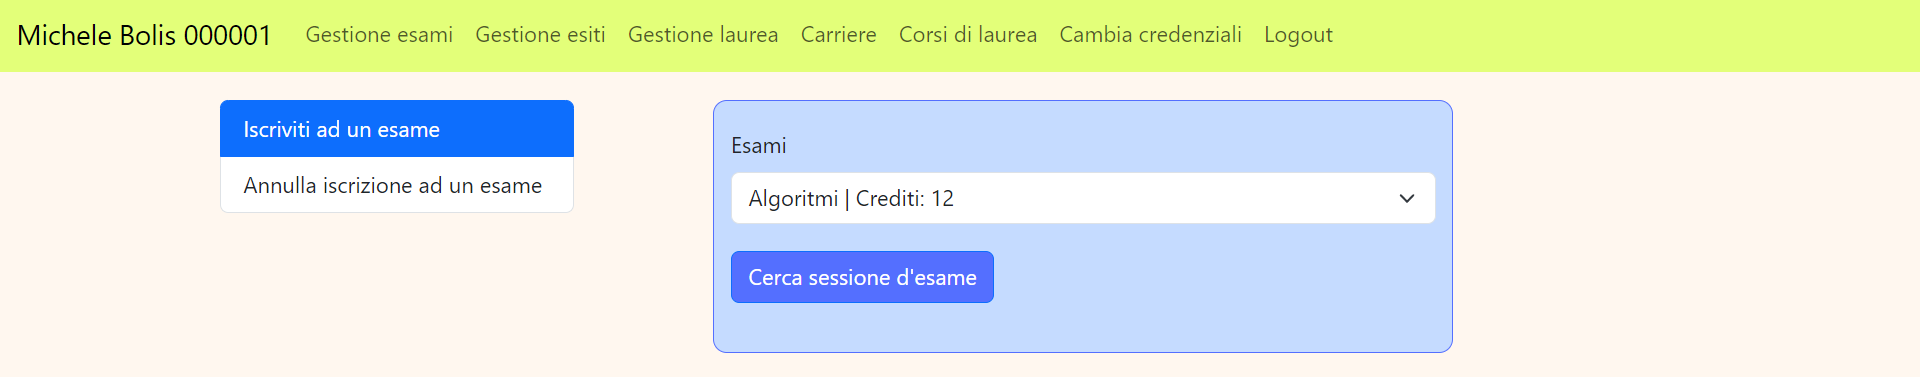 Michele Bolis 000001 Gestione esami Gestione esiti Gestione laurea Carriere Corsi di laurea Cambia credenziali Logout
Iscriviti ad un esame
Annulla iscrizione ad un esame
Esami
Algoritmi | Crediti: 12
Cerca sessione d'esame